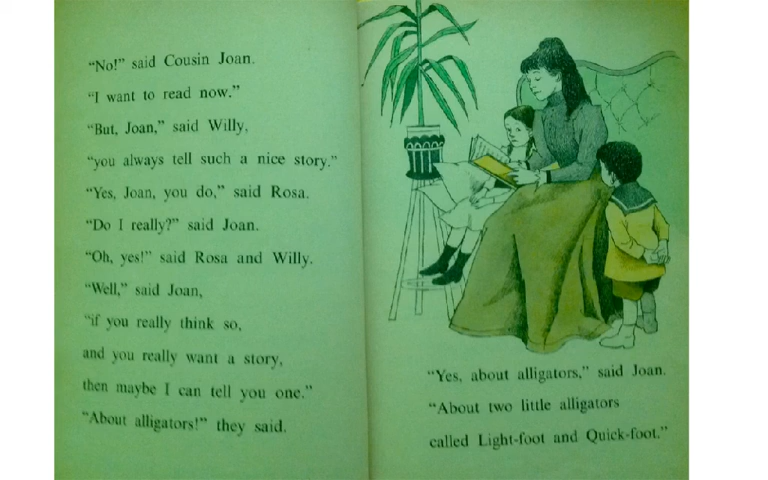 “No!” said Cousin Joan.
“I want to read now.”
“But, Joan,” said Willy,
“you always tell such a nice story.”
“Yes, Joan, you do,” said Rosa.
“Do I really?” said Joan.
“Oh, yes!” said Rosa and Willy.
“Well,” said Joan,
“if you really think so,
and you really want a story,
then maybe I can tell you one.”
“About alligators!” they said.
“Yes, about alligators,” said Joan.
“About two little alligators
called Light-foot and Quick-foot.”